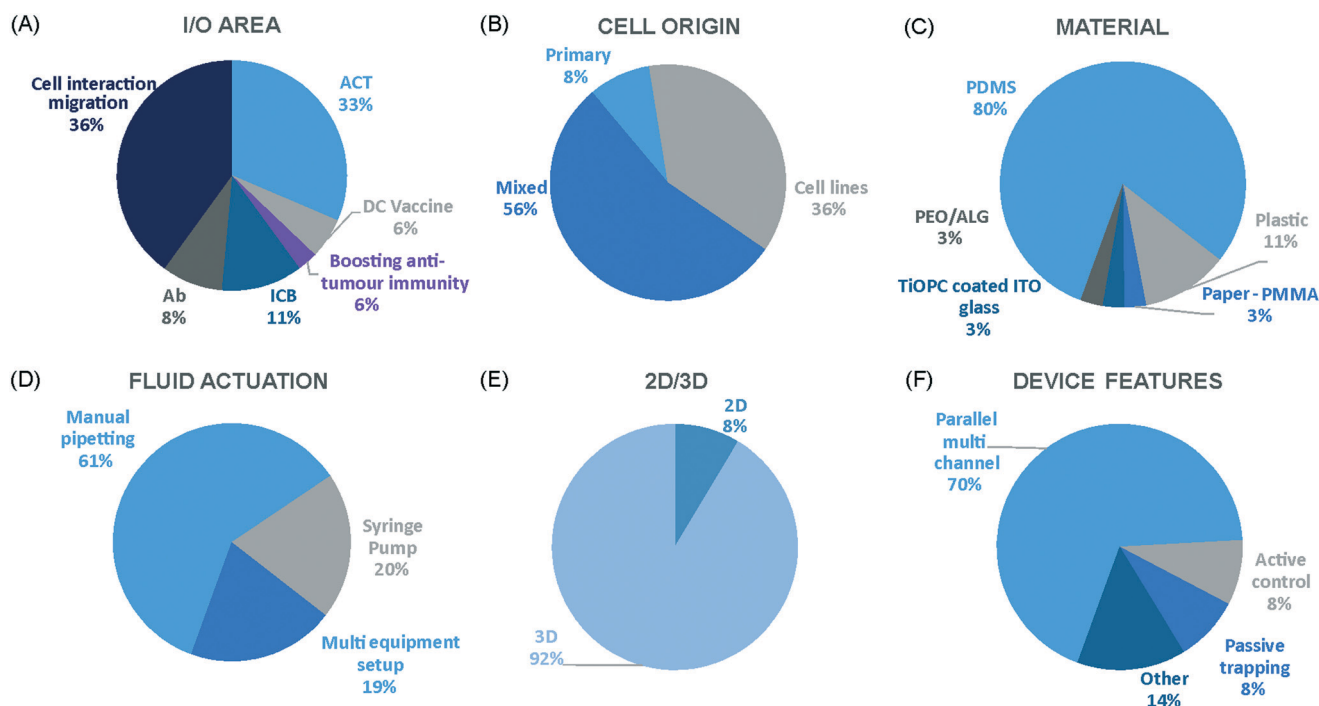 (A)
I/O AREA
Cell interaction
migration
36%
ACT
33%
DC Vaccine
6%
Boosting anti-
tumour immunity
6%
ICB
11%
Ab
8%
(B)
CELL ORIGIN
Primary
8%
Mixed
56%
Cell lines
36%
(C)
MATERIAL
PDMS
80%
PEO/ALG
3%
TiOPC coated ITO
glass
3%
Plastic
11%
Paper-PMMA
3%
(D)
FLUID ACTUATION
Manual
pipetting
61%
Syringe
Pump
20%
Multi equipment
setup
19%
(E)
2D/3D
2D
8%
3D
92%
(F)
DEVICE FEATURES
Parallel
multi
channel
70%
Active
control
8%
Passive
trapping
8%
Other
14%